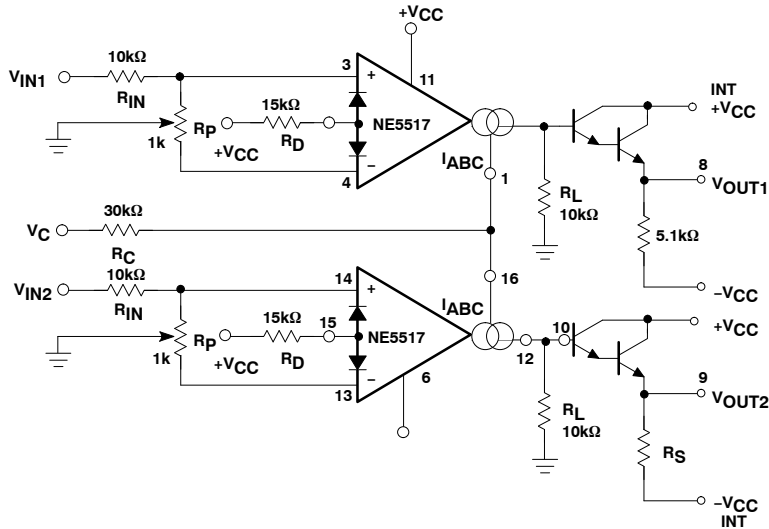 +VCC
10kΩ
VIN1
RIN
3
+
11
INT
+VCC
15kΩ
RP
1k
+VCC
RD
NE5517
IABC
8
VOUT1
−
4
1
RL
10kΩ
5.1kΩ
30kΩ
VC
RC
−VCC
10kΩ
16
VIN2
RIN
14
+
IABC
15kΩ
15
RP
1k
+VCC
RD
NE5517
10
+VCC
12
−
13
6
9
VOUT2
RL
10kΩ
RS
−VCC
INT